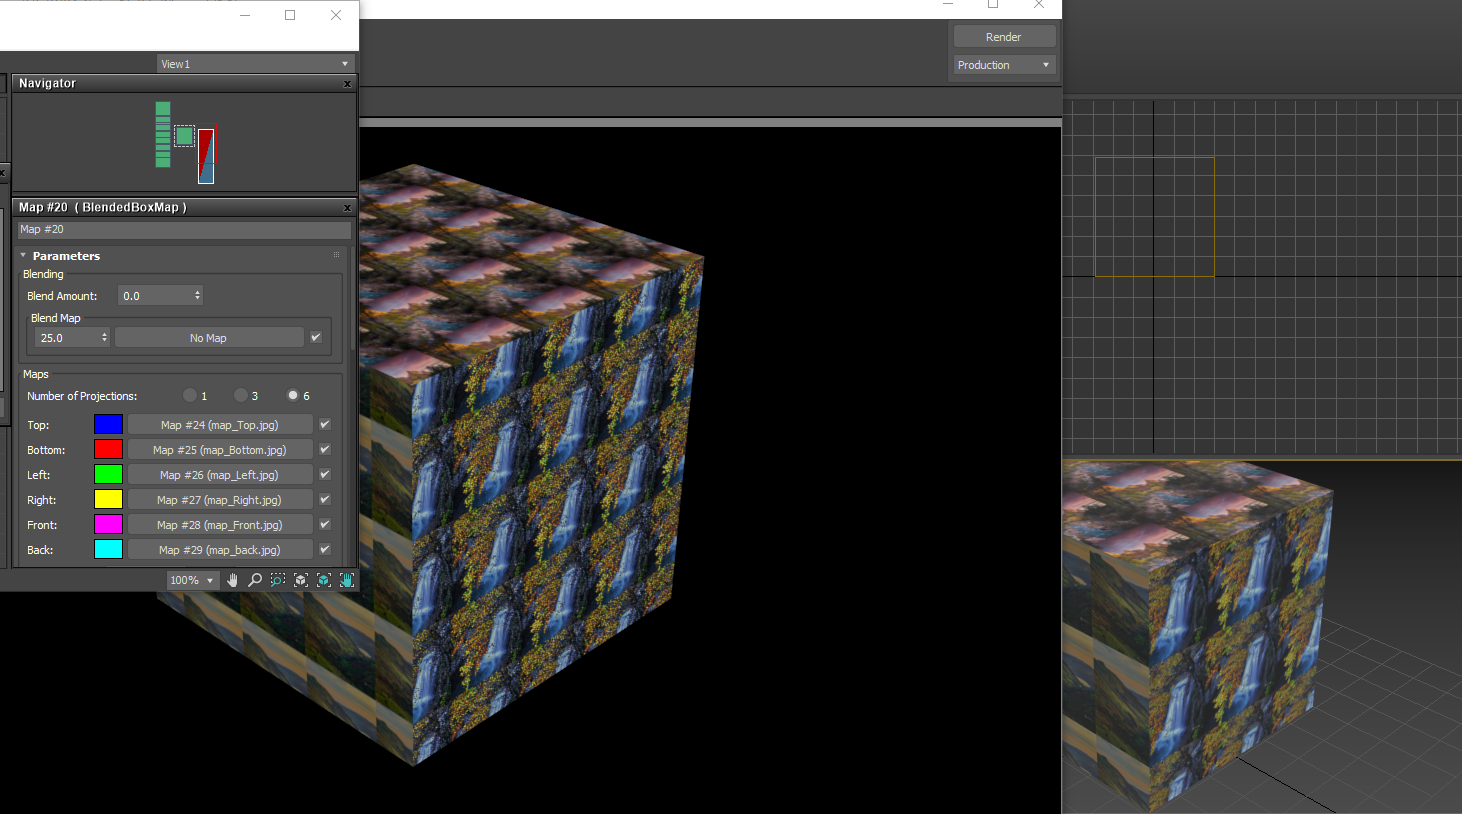 Render
View1
Production
Navigator
Map #20 ( BlendedBoxMap )
Map #20
Parameters
Blending
Blend Amount: 0.0
Blend Map
25.0 No Map
Maps
Number of Projections: 1 3 6
Top: Map #24 (map_Top.jpg)
Bottom: Map #25 (map_Bottom.jpg)
Left: Map #26 (map_Left.jpg)
Right: Map #27 (map_Right.jpg)
Front: Map #28 (map_Front.jpg)
Back: Map #29 (map_back.jpg)
100%